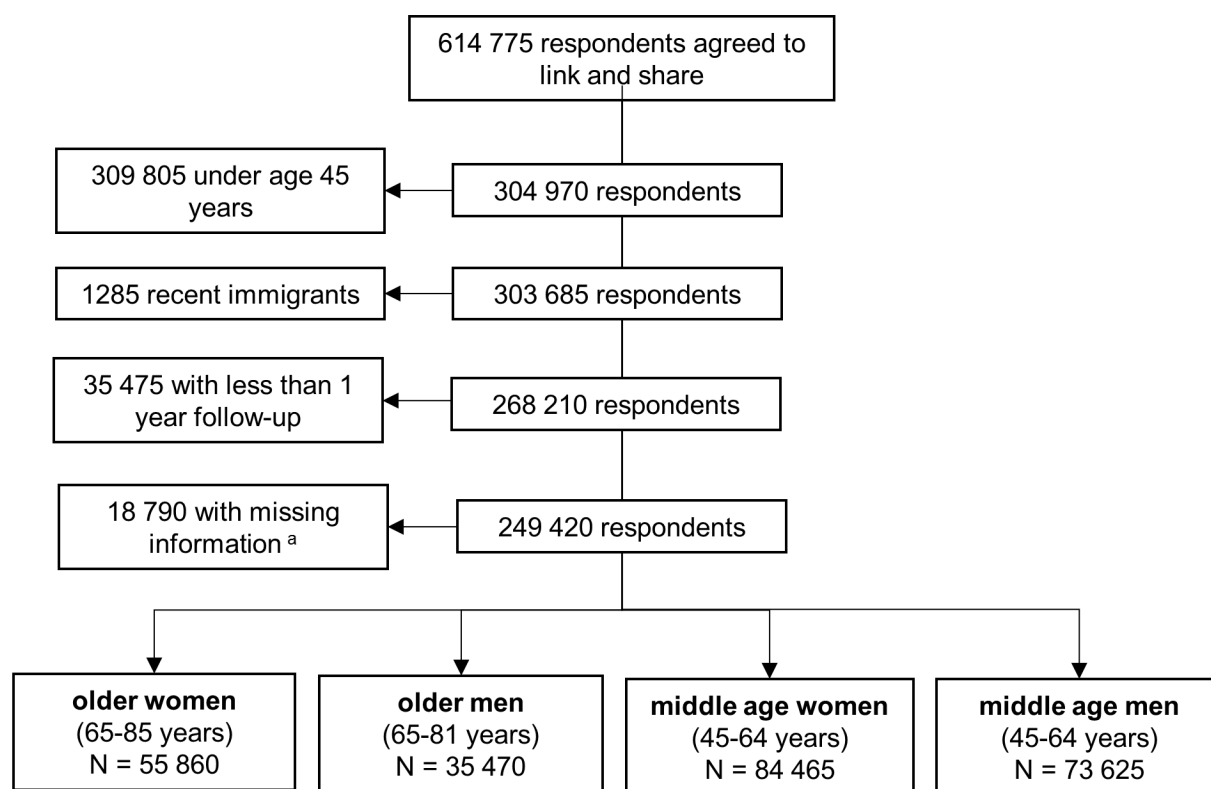 614 775 respondents agreed to
link and share
309 805 under age 45
years
304 970 respondents
1285 recent immigrants
303 685 respondents
35 475 with less than 1
year follow-up
268 210 respondents
18 790 with missing
information a
249 420 respondents
older women
(65-85 years)
N = 55 860
older men
(65-81 years)
N = 35 470
middle age women
(45-64 years)
N = 84 465
middle age men
(45-64 years)
N = 73 625